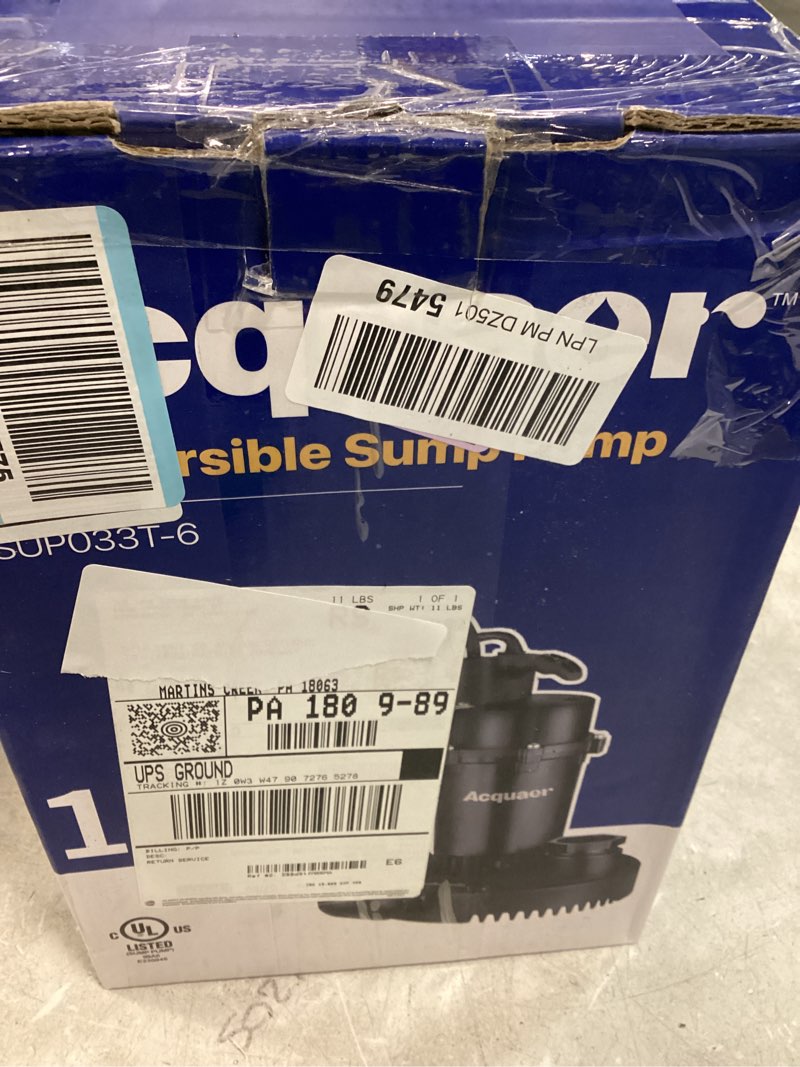 LPN PM DZ501 5479
cquaer™
rsible Sump Pump
SUP033T-6
11 LBS 1 OF 1
SHP WT: 11 LBS
MARTINS CREEK PA 18063
PA 180 9-89
UPS GROUND
TRACKING #: 1Z 0W3 W47 90 7276 5278
BILLING: P/P
DESC:
RETURN SERVICE
E6
Acquaer
1
C UL US
LISTED